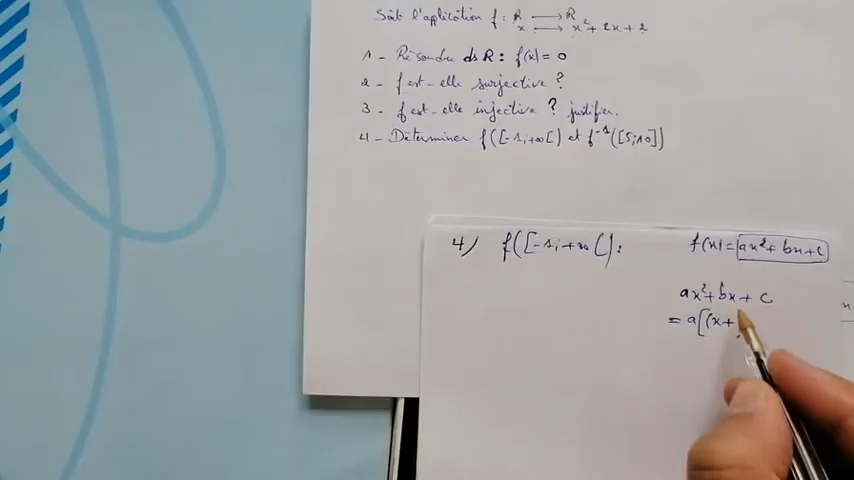 Soit l'application f : R ⟶ R
x ⟶ x² + 2x + 2
1 - Résoudre ds R : f(x) = 0
2 - f est-elle surjective ?
3 - f est-elle injective ? justifier.
4 - Déterminer f([-1;+∞[) et f⁻¹([5;10])
4) f([-1;+∞[) :
f(x) = ax² + bx + c
ax² + bx + c
= a[(x+